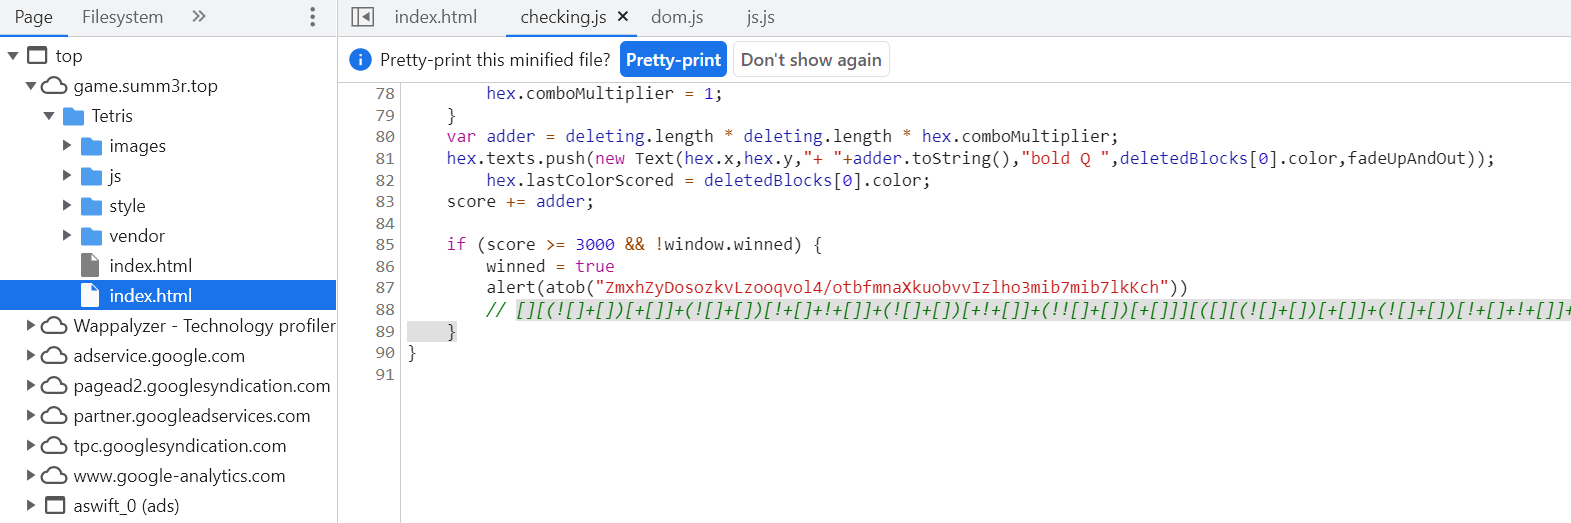 Page Filesystem »
index.html checking.js × dom.js js.js
Pretty-print this minified file? Pretty-print Don't show again
top
game.summ3r.top
Tetris
images
js
style
vendor
index.html
index.html
Wappalyzer - Technology profiler
adservice.google.com
pagead2.googlesyndication.com
partner.googleadservices.com
tpc.googlesyndication.com
www.google-analytics.com
aswift_0 (ads)
78 hex.comboMultiplier = 1;
79 }
80 var adder = deleting.length * deleting.length * hex.comboMultiplier;
81 hex.texts.push(new Text(hex.x,hex.y,"+ "+adder.toString(),"bold Q ",deletedBlocks[0].color,fadeUpAndOut));
82 hex.lastColorScored = deletedBlocks[0].color;
83 score += adder;
84
85 if (score >= 3000 && !window.winned) {
86 winned = true
87 alert(atob("ZmxhZyDosozkvLzooqvol4/otbfmnaXkuobvvIzlho3mib7mib7lkKch"))
88 // [][(![]+[])[+[]]+(![]+[])[!+[]+!+[]]+(![]+[])[+!+[]]+(!![]+[])[+[]]][([][(![]+[])[+[]]+(![]+[])[!+[]+!+[]]+
89 }
90 }
91